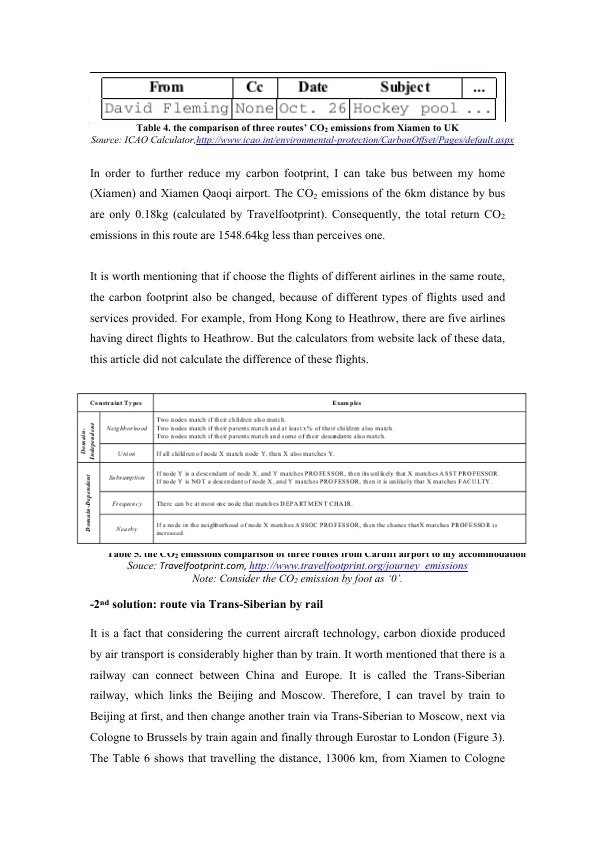 From Cc Date Subject ...
David Fleming None Oct. 26 Hockey pool ...
Table 4. the comparison of three routes' CO₂ emissions from Xiamen to UK
Source: ICAO Calculator,http://www.icao.int/environmental-protection/CarbonOffset/Pages/default.aspx
In order to further reduce my carbon footprint, I can take bus between my home
(Xiamen) and Xiamen Qaoqi airport. The CO₂ emissions of the 6km distance by bus
are only 0.18kg (calculated by Travelfootprint). Consequently, the total return CO₂
emissions in this route are 1548.64kg less than perceives one.
It is worth mentioning that if choose the flights of different airlines in the same route,
the carbon footprint also be changed, because of different types of flights used and
services provided. For example, from Hong Kong to Heathrow, there are five airlines
having direct flights to Heathrow. But the calculators from website lack of these data,
this article did not calculate the difference of these flights.
Constraint Types Examples
Domain-
Independent
Neighborhood
Two nodes match if their children also match.
Two nodes match if their parents match and at least x% of their children also match.
Two nodes match if their parents match and some of their descendants also match.
Union If all children of node X match node Y, then X also matches Y.
Domain-Dependent
Subsumption
If node Y is a descendant of node X, and Y matches PROFESSOR, then its unlikely that X matches ASST PROFESSOR.
If node Y is NOT a descendant of node X, and Y matches PROFESSOR, then it is unlikely that X matches FACULTY.
Frequency There can be at most one node that matches DEPARTMENT CHAIR.
Nearby
If a node in the neighborhood of node X matches ASSOC PROFESSOR, then the chance that X matches PROFESSOR is
increased.
Table 5. the CO₂ emissions comparison of three routes from Cardiff airport to my accommodation
Souce: Travelfootprint.com, http://www.travelfootprint.org/journey_emissions
Note: Consider the CO₂ emission by foot as '0'.
-2nd solution: route via Trans-Siberian by rail
It is a fact that considering the current aircraft technology, carbon dioxide produced
by air transport is considerably higher than by train. It worth mentioned that there is a
railway can connect between China and Europe. It is called the Trans-Siberian
railway, which links the Beijing and Moscow. Therefore, I can travel by train to
Beijing at first, and then change another train via Trans-Siberian to Moscow, next via
Cologne to Brussels by train again and finally through Eurostar to London (Figure 3).
The Table 6 shows that travelling the distance, 13006 km, from Xiamen to Cologne